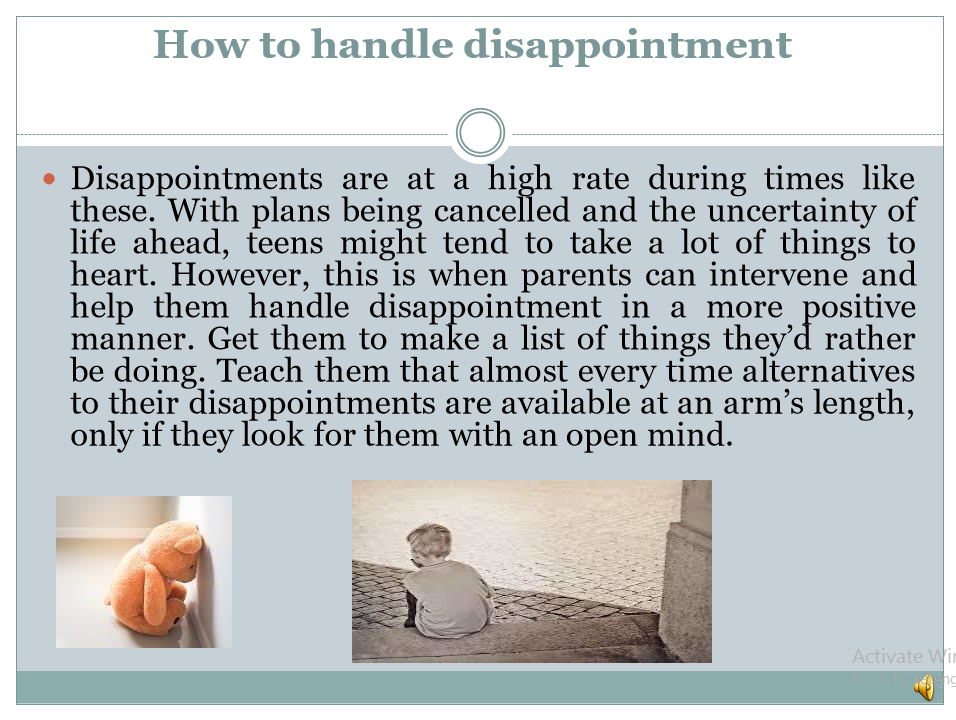 How to handle disappointment
Disappointments are at a high rate during times like
these. With plans being cancelled and the uncertainty of
life ahead, teens might tend to take a lot of things to
heart. However, this is when parents can intervene and
help them handle disappointment in a more positive
manner. Get them to make a list of things they’d rather
be doing. Teach them that almost every time alternatives
to their disappointments are available at an arm’s length,
only if they look for them with an open mind.
Activate